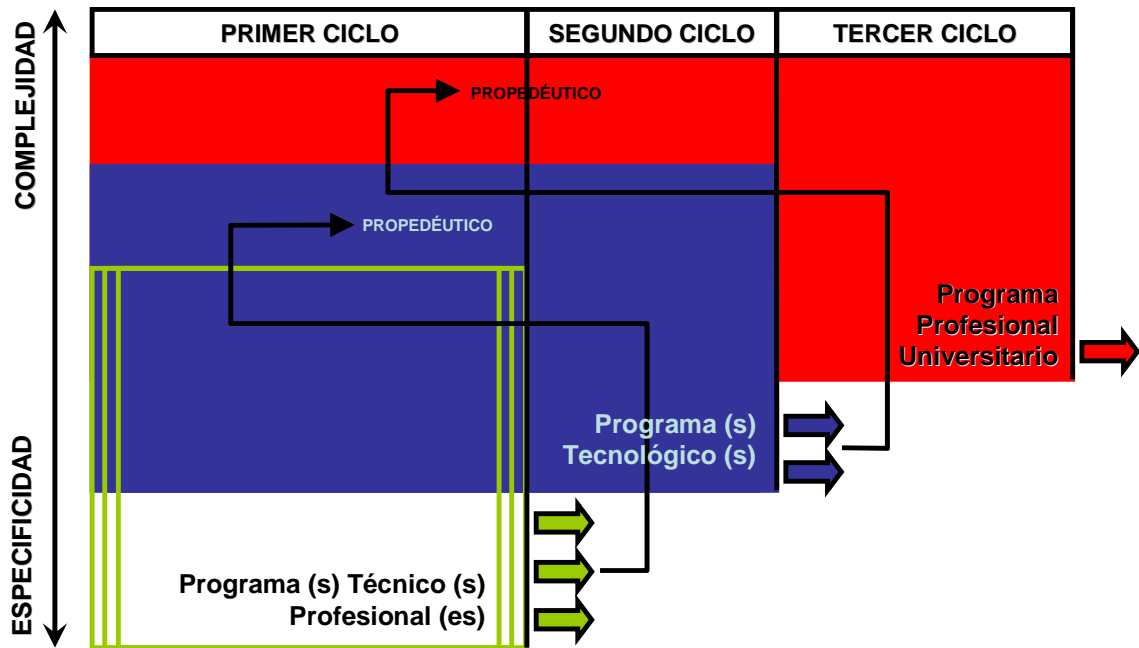 COMPLEJIDAD
ESPECIFICIDAD
PRIMER CICLO
SEGUNDO CICLO
TERCER CICLO
PROPEDÉUTICO
PROPEDÉUTICO
Programa
Profesional
Universitario
Programa (s)
Tecnológico (s)
Programa (s) Técnico (s)
Profesional (es)